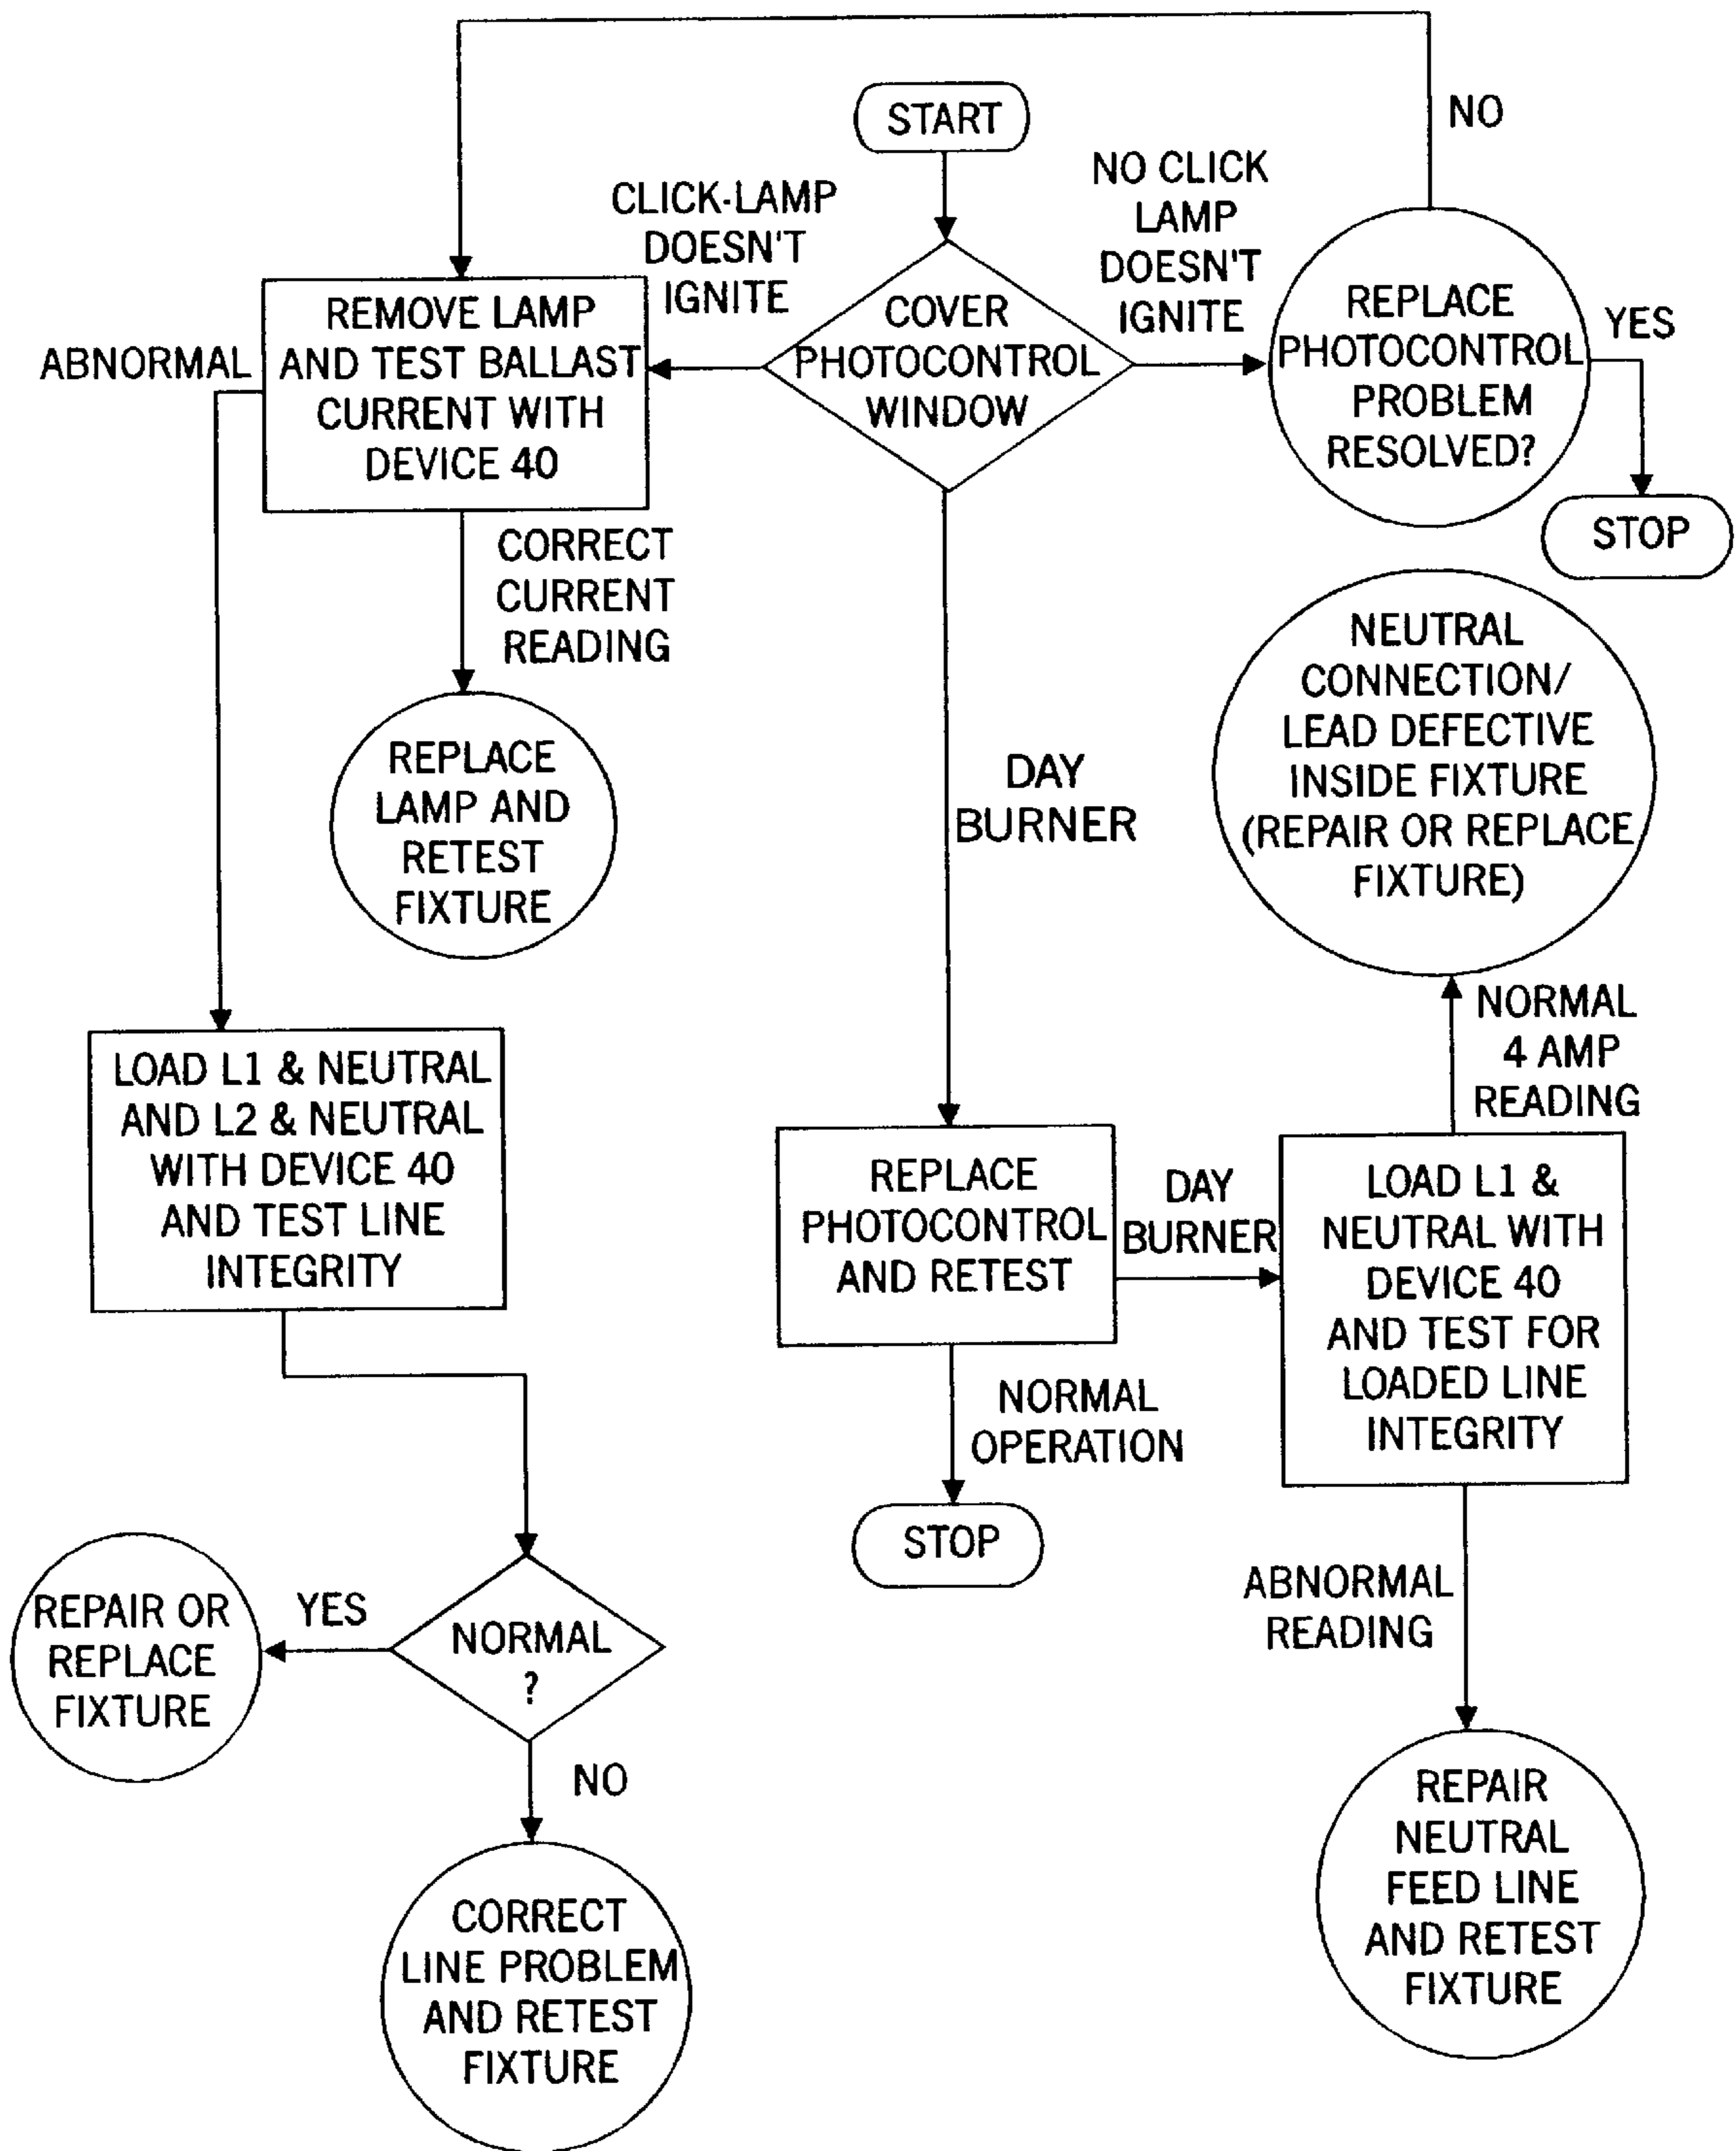 START
NO
CLICK-LAMP
DOESN'T
IGNITE
NO CLICK
LAMP
DOESN'T
IGNITE
COVER
PHOTOCONTROL
WINDOW
REPLACE
PHOTOCONTROL
PROBLEM
RESOLVED?
YES
STOP
REMOVE LAMP
AND TEST BALLAST
CURRENT WITH
DEVICE 40
ABNORMAL
CORRECT
CURRENT
READING
REPLACE
LAMP AND
RETEST
FIXTURE
DAY
BURNER
NEUTRAL
CONNECTION/
LEAD DEFECTIVE
INSIDE FIXTURE
(REPAIR OR REPLACE
FIXTURE)
NORMAL
4 AMP
READING
LOAD L1 & NEUTRAL
AND L2 & NEUTRAL
WITH DEVICE 40
AND TEST LINE
INTEGRITY
REPLACE
PHOTOCONTROL
AND RETEST
DAY
BURNER
LOAD L1 &
NEUTRAL WITH
DEVICE 40
AND TEST FOR
LOADED LINE
INTEGRITY
NORMAL
OPERATION
STOP
ABNORMAL
READING
REPAIR OR
REPLACE
FIXTURE
YES
NORMAL
?
NO
CORRECT
LINE PROBLEM
AND RETEST
FIXTURE
REPAIR
NEUTRAL
FEED LINE
AND RETEST
FIXTURE